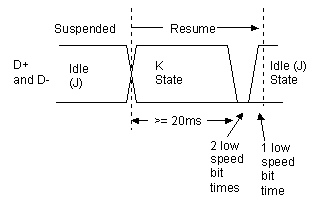 Suspended
Resume
D+
and D-
Idle
(J)
K
State
Idle (J)
State
>= 20ms
2 low
speed
bit
times
1 low
speed
bit
time